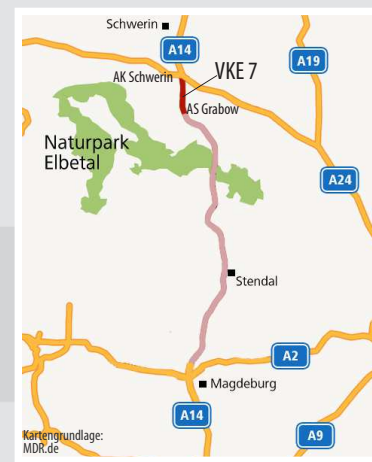 Schwerin
A14
A19
AK Schwerin
VKE 7
AS Grabow
Naturpark
Elbetal
A24
Stendal
A2
Magdeburg
A14
A9
Kartengrundlage:
MDR.de